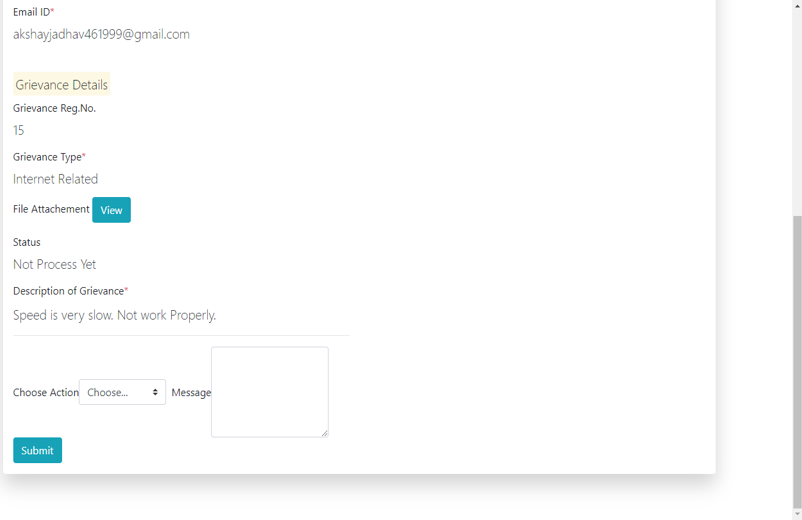 Email ID*
akshayjadhav461999@gmail.com
Grievance Details
Grievance Reg.No.
15
Grievance Type*
Internet Related
File Attachement View
Status
Not Process Yet
Description of Grievance*
Speed is very slow. Not work Properly.
Choose Action Choose... Message
Submit